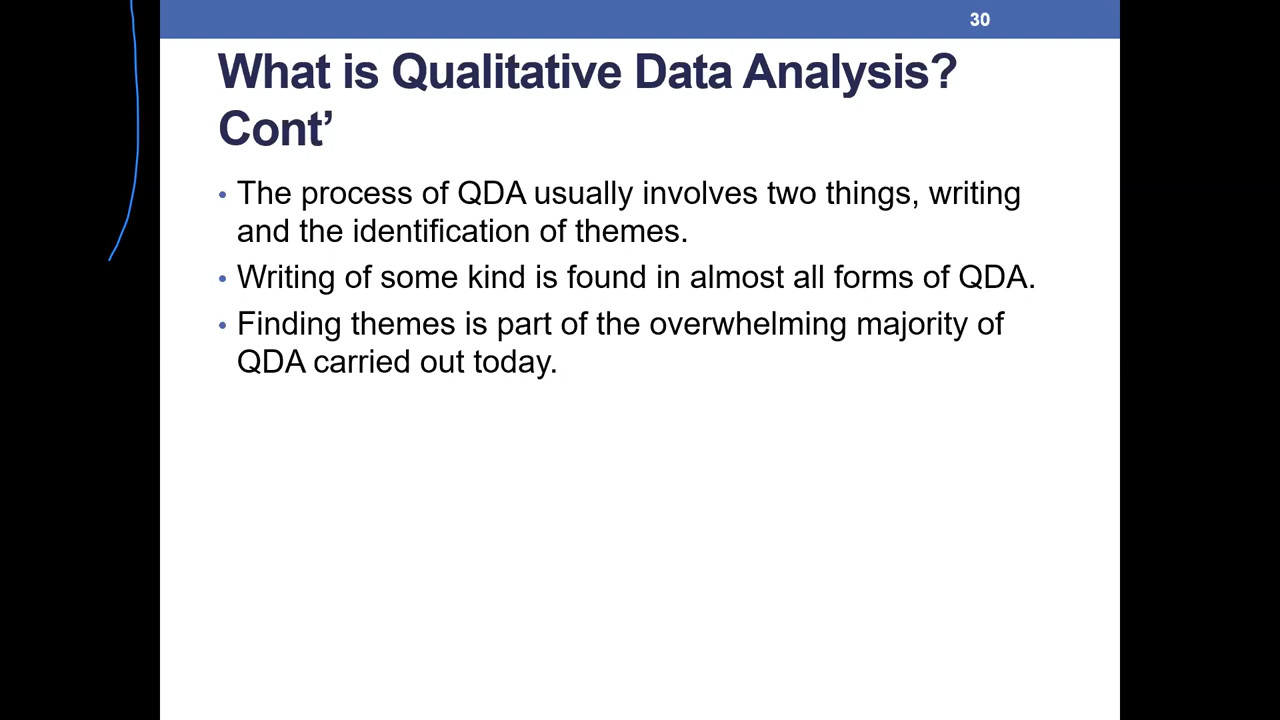 30
What is Qualitative Data Analysis?
Cont’
• The process of QDA usually involves two things, writing
and the identification of themes.
• Writing of some kind is found in almost all forms of QDA.
• Finding themes is part of the overwhelming majority of
QDA carried out today.